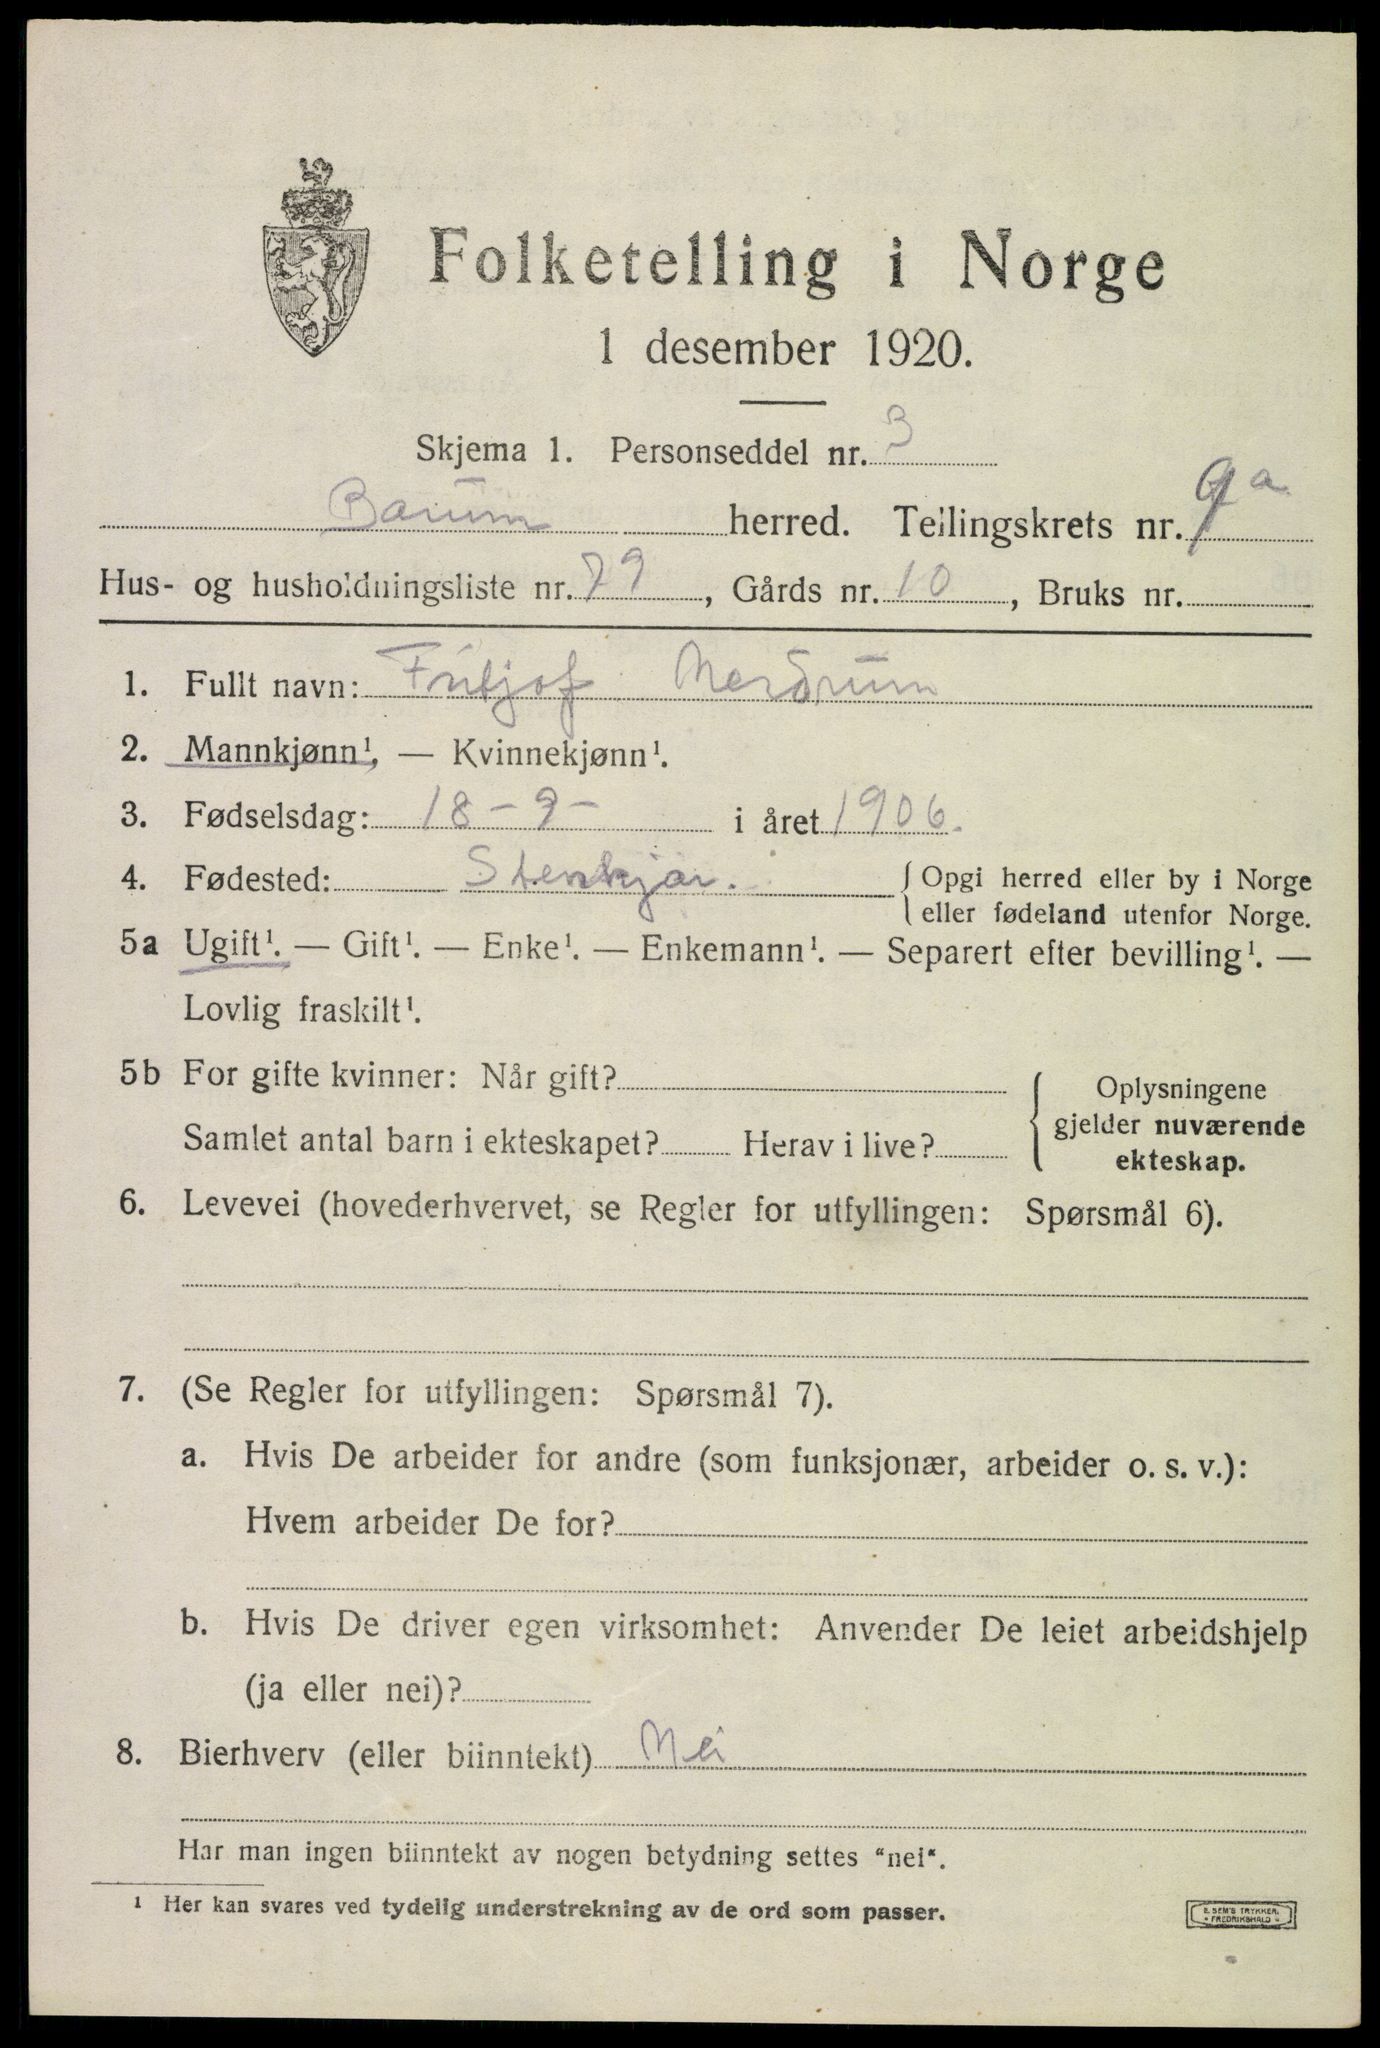 Folketelling i Norge
1 desember 1920.
Skjema 1. Personseddel nr. 3
Bærum herred. Tellingskrets nr. 9a
Hus- og husholdningsliste nr. 79, Gårds nr. 10, Bruks nr.
1. Fullt navn: Fritjof Merdrum
2. Mannkjønn¹, — Kvinnekjønn¹.
3. Fødselsdag: 18-9- i året 1906.
4. Fødested: Stenkjær. { Opgi herred eller by i Norge
eller fødeland utenfor Norge.
5a Ugift¹. — Gift¹. — Enke¹. — Enkemann¹. — Separert efter bevilling¹. —
Lovlig fraskilt¹.
5b For gifte kvinner: Når gift? { Oplysningene
Samlet antal barn i ekteskapet? Herav i live? gjelder nuværende
ekteskap.
6. Levevei (hovederhvervet, se Regler for utfyllingen: Spørsmål 6).
7. (Se Regler for utfyllingen: Spørsmål 7).
a. Hvis De arbeider for andre (som funksjonær, arbeider o. s. v.):
Hvem arbeider De for?
b. Hvis De driver egen virksomhet: Anvender De leiet arbeidshjelp
(ja eller nei)?
8. Bierhverv (eller biinntekt) Nei
Har man ingen biinntekt av nogen betydning settes "nei".
¹ Her kan svares ved tydelig understrekning av de ord som passer.
E. SEM'S TRYKKERI
* FREDRIKSHALD *